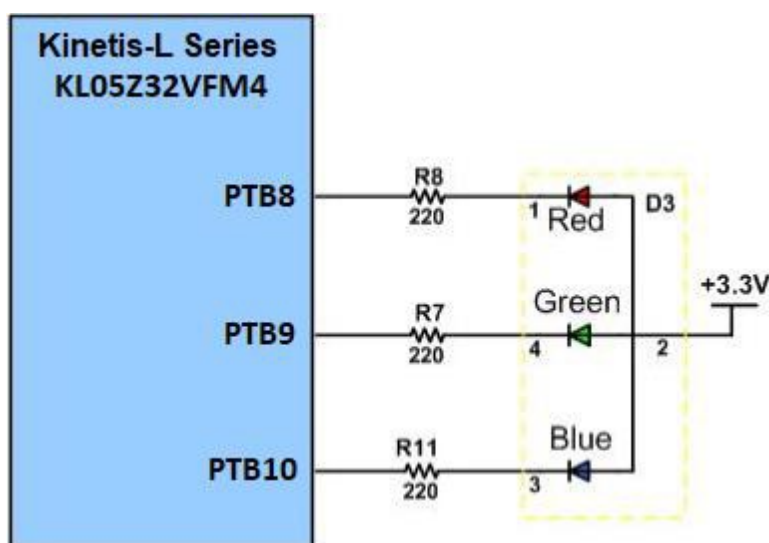 Kinetis-L Series
KL05Z32VFM4
PTB8
R8
220
1
Red
D3
+3.3V
PTB9
R7
220
4
Green
2
PTB10
R11
220
3
Blue